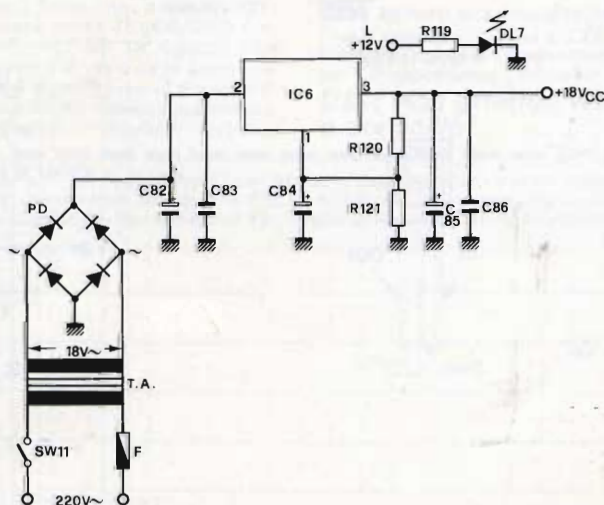 L R119 DL7
+12V
2 IC6 3 +18VCC
1
R120
C82 + C83 C84 + R121 + C 85 C86
PD
~ ~
18V~
T.A.
SW11 F
220V~